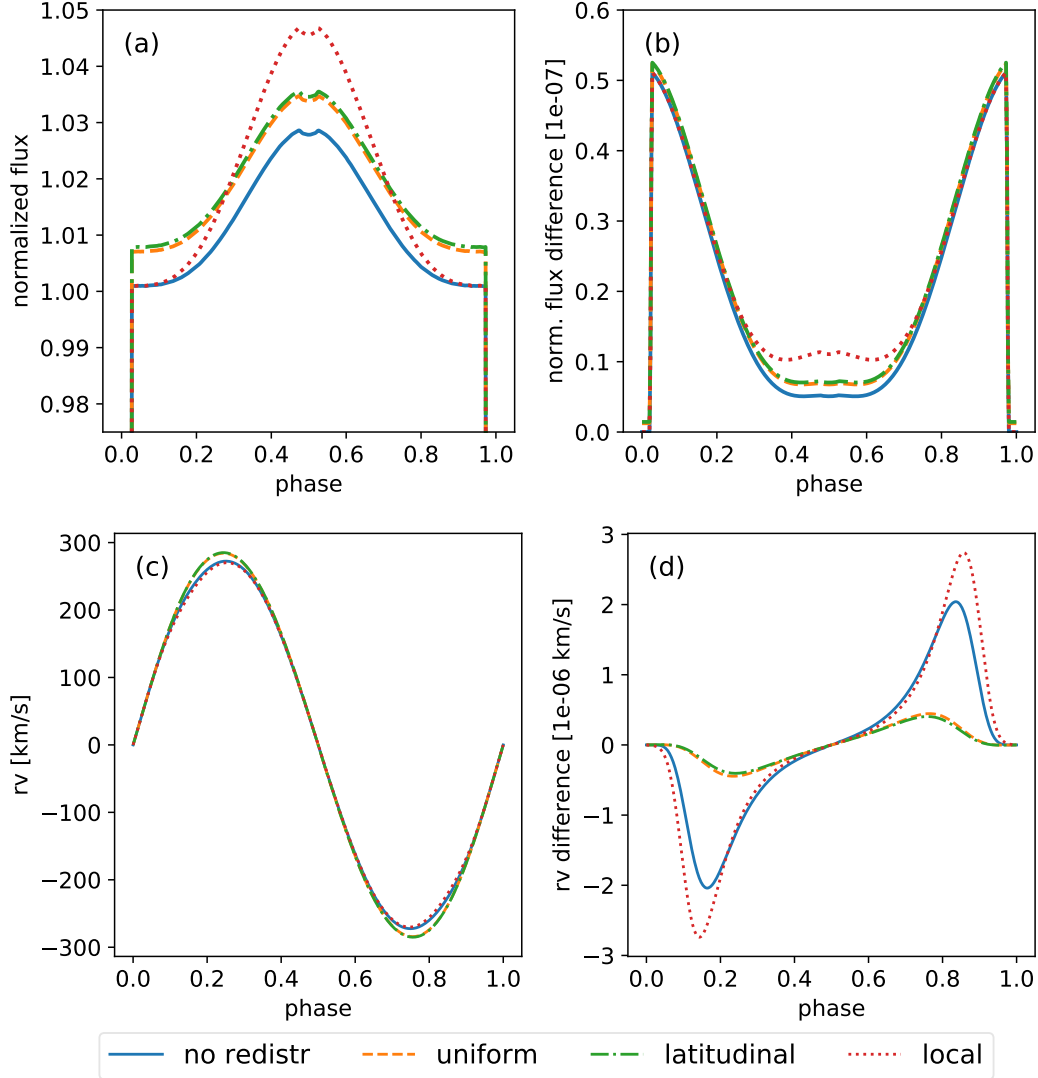 (a)
normalized flux
1.05
1.04
1.03
1.02
1.01
1.00
0.99
0.98
0.0 0.2 0.4 0.6 0.8 1.0
phase
(b)
norm. flux difference [1e-07]
0.6
0.5
0.4
0.3
0.2
0.1
0.0
0.0 0.2 0.4 0.6 0.8 1.0
phase
(c)
rv [km/s]
300
200
100
0
−100
−200
−300
0.0 0.2 0.4 0.6 0.8 1.0
phase
(d)
rv difference [1e-06 km/s]
3
2
1
0
−1
−2
−3
0.0 0.2 0.4 0.6 0.8 1.0
phase
no redistr uniform latitudinal local